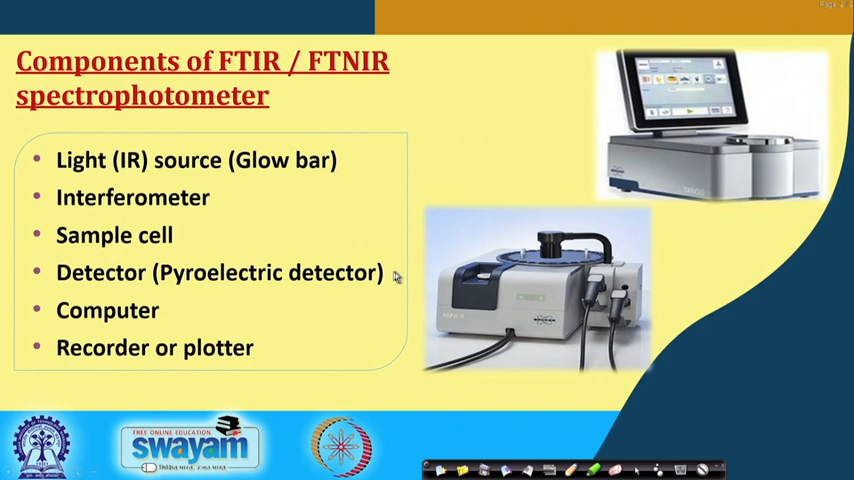 Components of FTIR / FTNIR
spectrophotometer
• Light (IR) source (Glow bar)
• Interferometer
• Sample cell
• Detector (Pyroelectric detector)
• Computer
• Recorder or plotter
BRUKER
FREE ONLINE EDUCATION
swayam